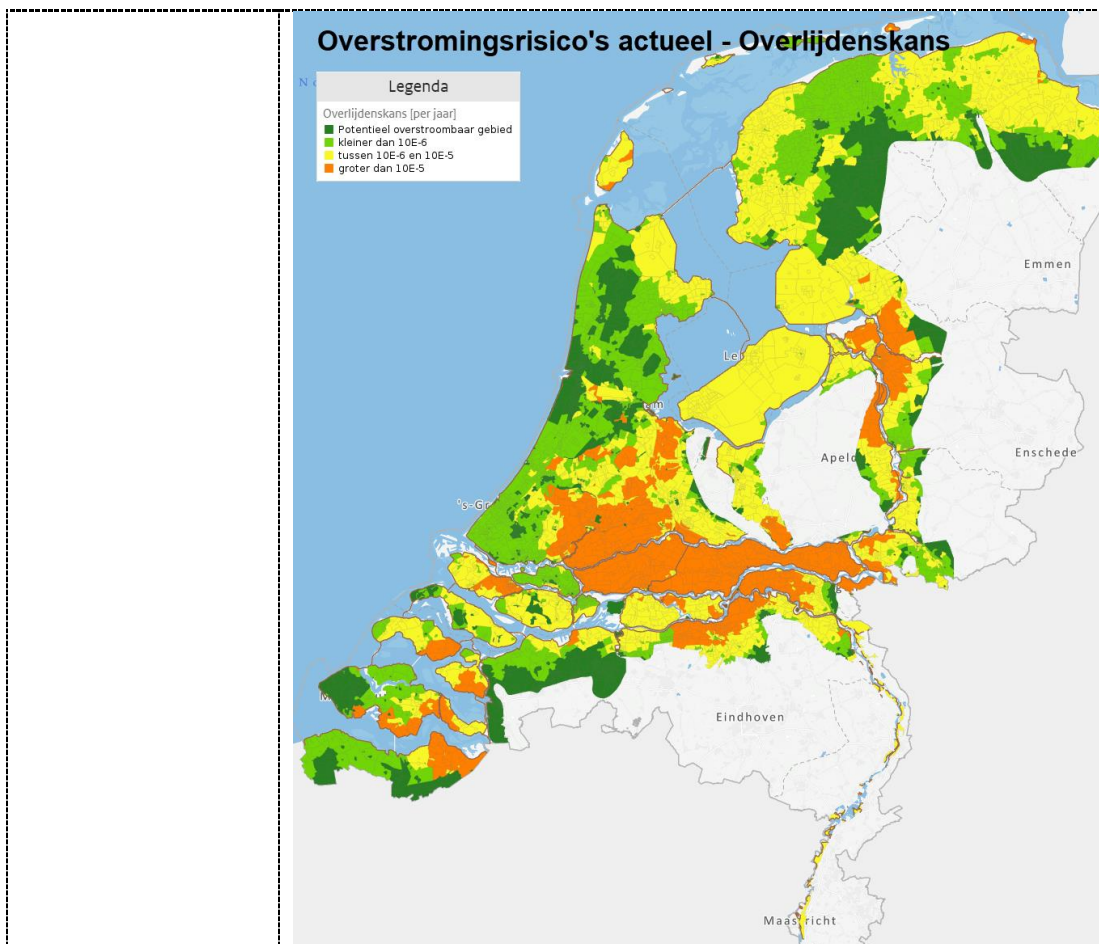 Overstromingsrisico's actueel - Overlijdenskans
Legenda
Overlijdenskans [per jaar]
Potentieel overstroombaar gebied
kleiner dan 10E-6
tussen 10E-6 en 10E-5
groter dan 10E-5
Emmen
Enschede
Eindhoven